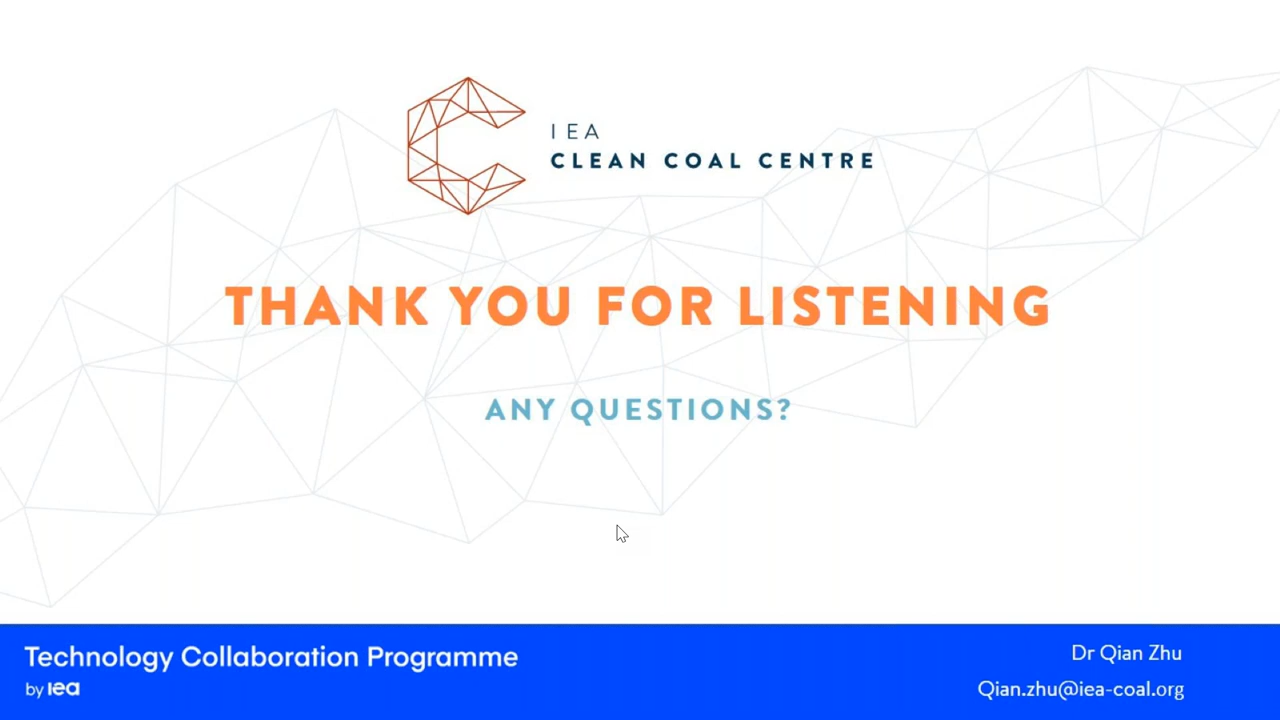 IEA
CLEAN COAL CENTRE
THANK YOU FOR LISTENING
ANY QUESTIONS?
Technology Collaboration Programme
by iea
Dr Qian Zhu
Qian.zhu@iea-coal.org